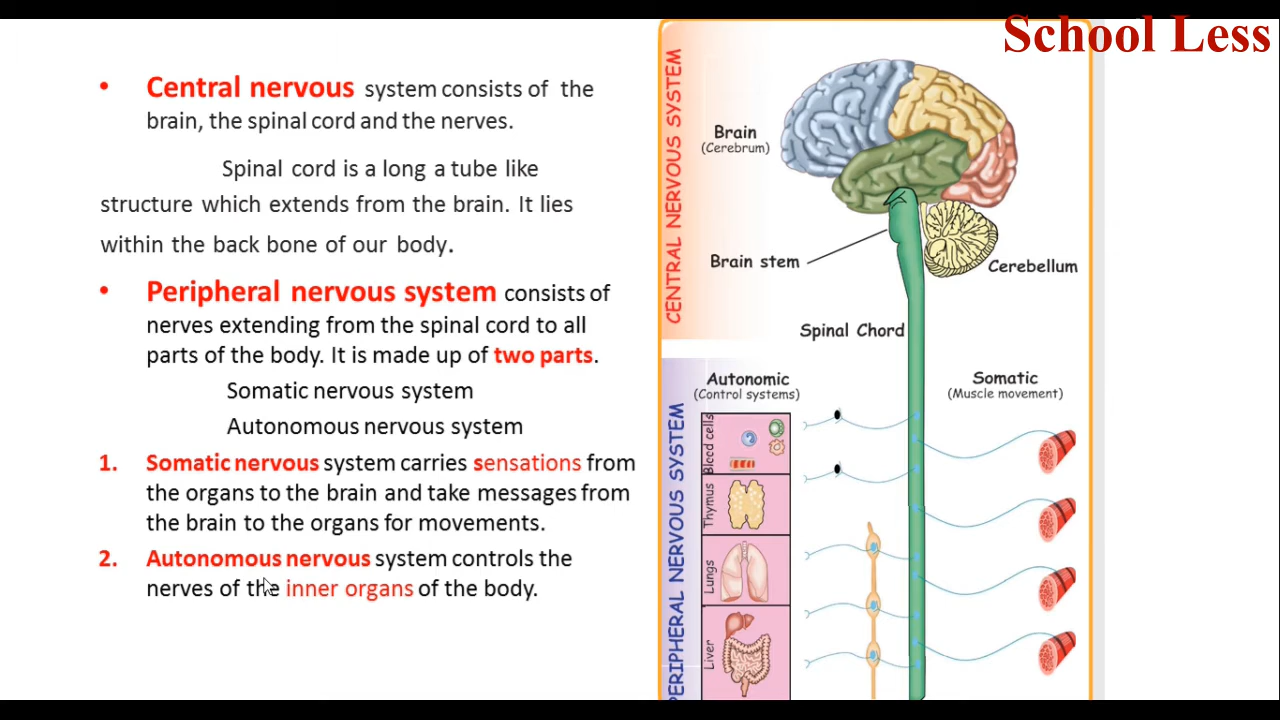 School Less
• Central nervous system consists of the
brain, the spinal cord and the nerves.
Spinal cord is a long a tube like
structure which extends from the brain. It lies
within the back bone of our body.
• Peripheral nervous system consists of
nerves extending from the spinal cord to all
parts of the body. It is made up of two parts.
Somatic nervous system
Autonomous nervous system
1. Somatic nervous system carries sensations from
the organs to the brain and take messages from
the brain to the organs for movements.
2. Autonomous nervous system controls the
nerves of the inner organs of the body.
CENTRAL NERVOUS SYSTEM
Brain
(Cerebrum)
Brain stem
Cerebellum
Spinal Chord
PERIPHERAL NERVOUS SYSTEM
Autonomic
(Control systems)
Somatic
(Muscle movement)
Blood cells
Thymus
Lungs
Liver